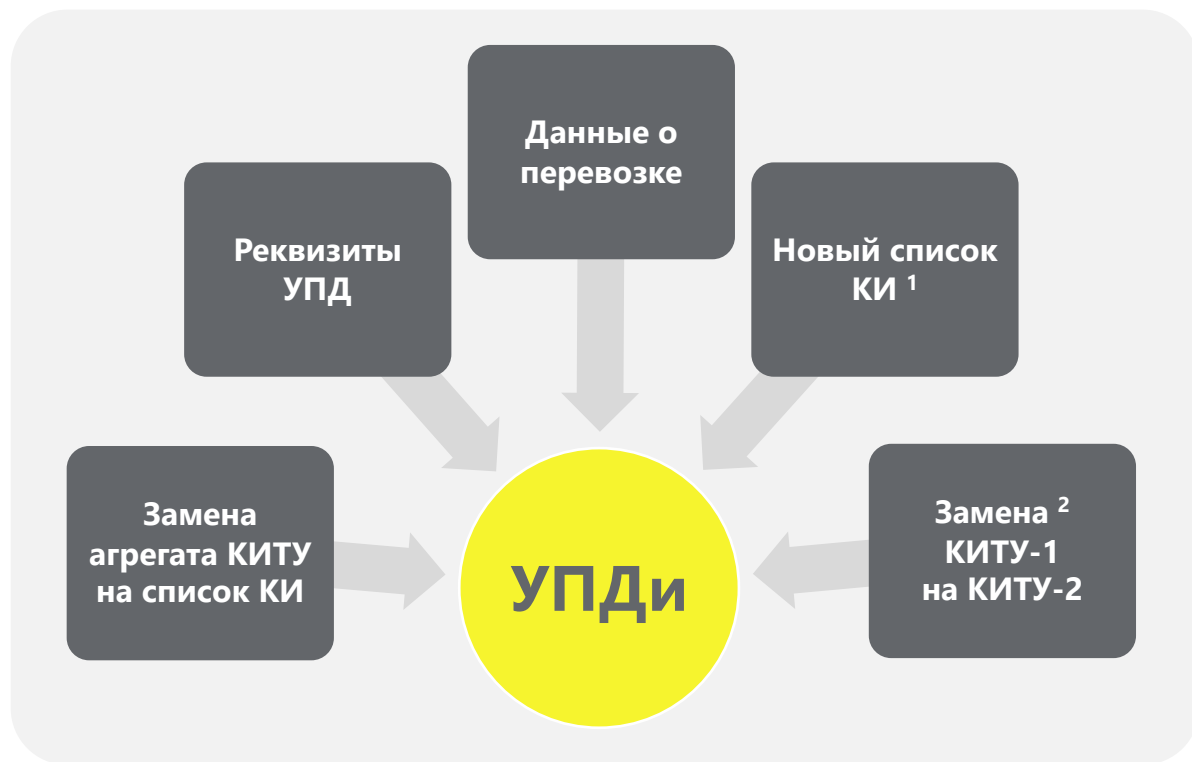 Данные о
перевозке
Реквизиты
УПД
Новый список
КИ ¹
Замена
агрегата КИТУ
на список КИ
Замена ²
КИТУ-1
на КИТУ-2
УПДи